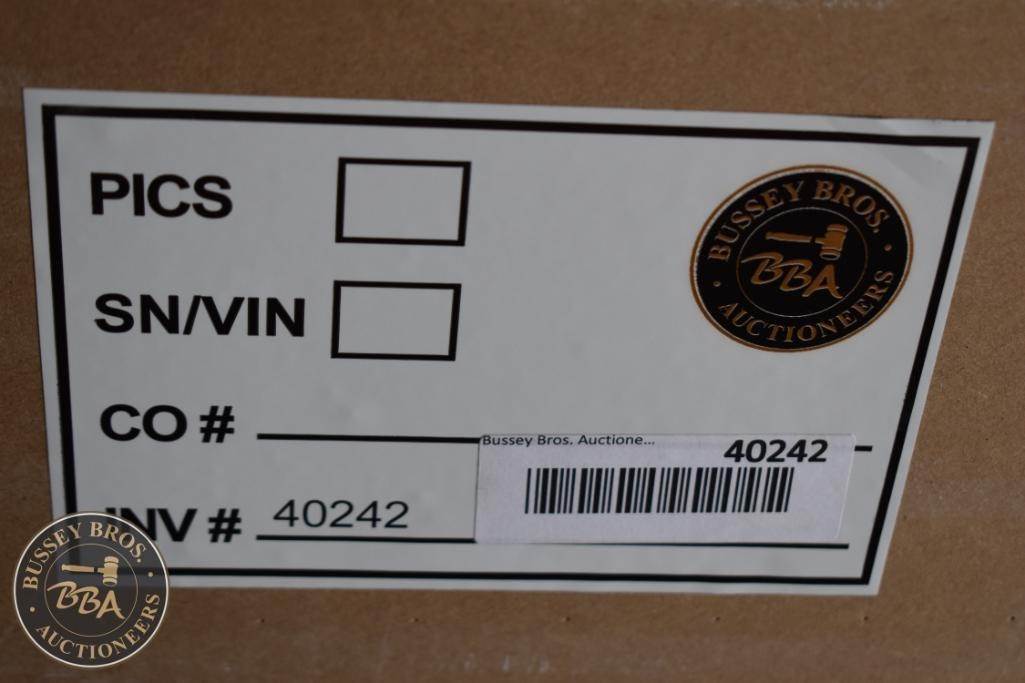 PICS
SN/VIN
CO #
INV # 40242
Bussey Bros. Auctione...
40242
BUSSEY BROS.
BBA
AUCTIONEERS
BUSSEY BROS.
BBA
AUCTIONEERS